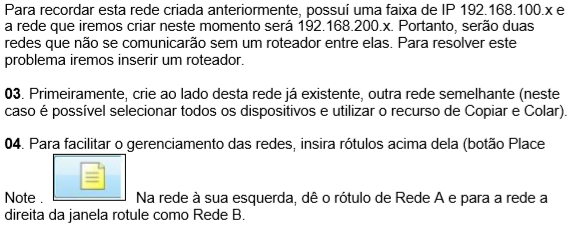 Para recordar esta rede criada anteriormente, possuí uma faixa de IP 192.168.100.x e
a rede que iremos criar neste momento será 192.168.200.x. Portanto, serão duas
redes que não se comunicarão sem um roteador entre elas. Para resolver este
problema iremos inserir um roteador.
03. Primeiramente, crie ao lado desta rede já existente, outra rede semelhante (neste
caso é possível selecionar todos os dispositivos e utilizar o recurso de Copiar e Colar).
04. Para facilitar o gerenciamento das redes, insira rótulos acima dela (botão Place
Note . Na rede à sua esquerda, dê o rótulo de Rede A e para a rede a
direita da janela rotule como Rede B.